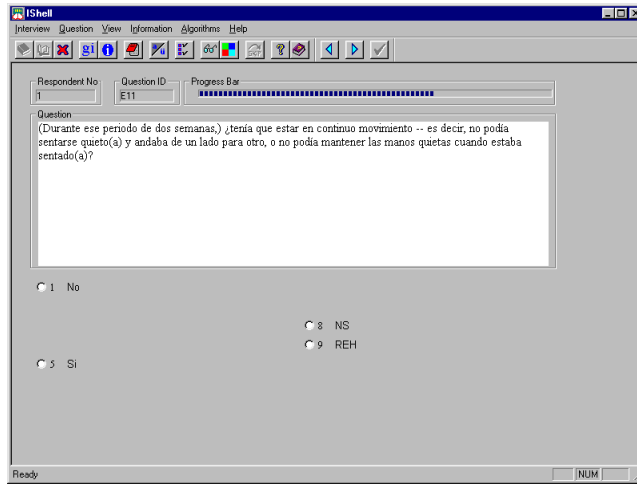 IShell
Interview Question View Information Algorithms Help
gi
SKIP
Respondent No
Question ID
Progress Bar
1
E11
Question
(Durante ese periodo de dos semanas,) ¿tenía que estar en continuo movimiento -- es decir, no podía
sentarse quieto(a) y andaba de un lado para otro, o no podía mantener las manos quietas cuando estaba
sentado(a)?
1 No
8 NS
9 REH
5 Si
Ready
NUM